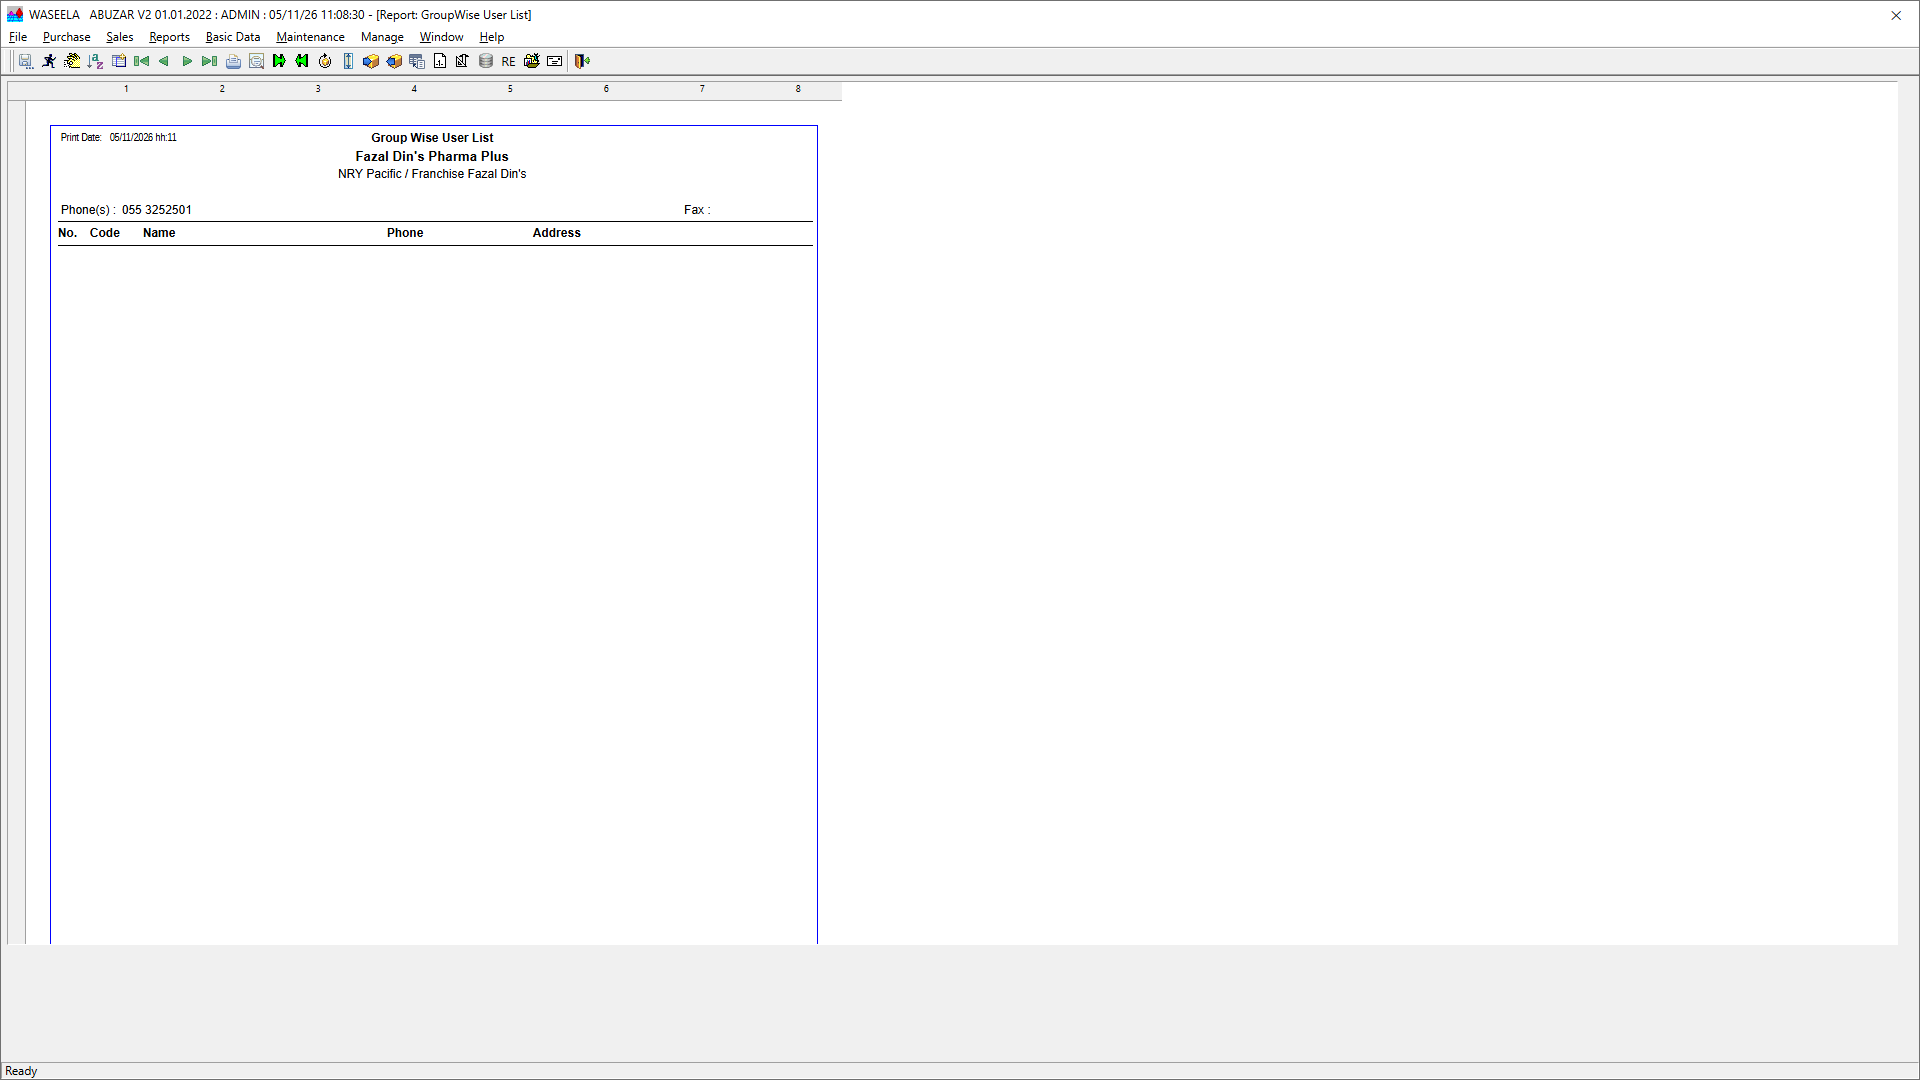 WASEELA ABUZAR V2 01.01.2022 : ADMIN : 05/11/26 11:08:30 - [Report: GroupWise User List]
File Purchase Sales Reports Basic Data Maintenance Manage Window Help
RE
1 2 3 4 5 6 7 8
Print Date: 05/11/2026 hh:11
Group Wise User List
Fazal Din's Pharma Plus
NRY Pacific / Franchise Fazal Din's
Phone(s) : 055 3252501 Fax :
No. Code Name Phone Address
Ready